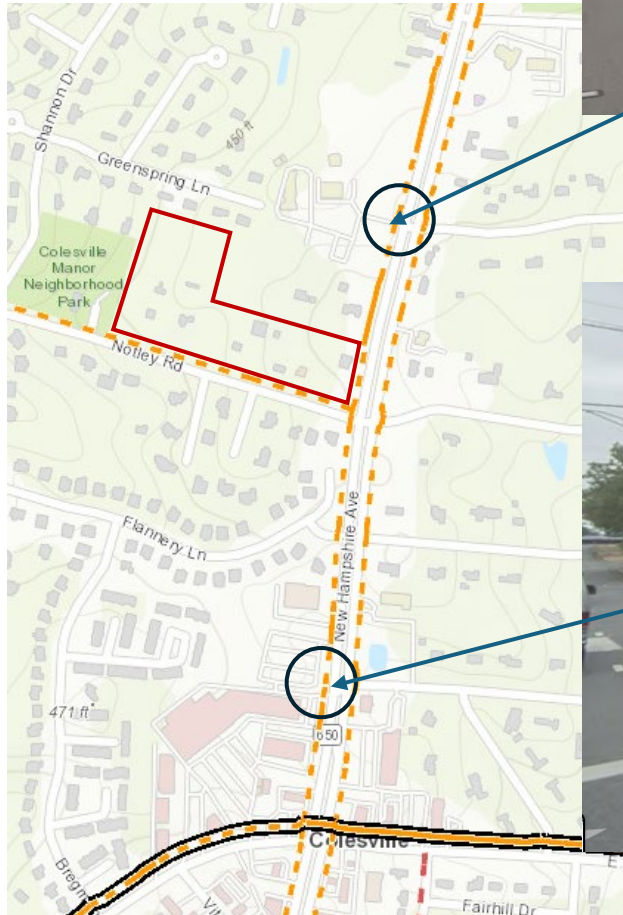 Shannon Dr
450 ft
Greenspring Ln
Colesville
Manor
Neighborhood
Park
Notley Rd
Flannery Ln
New Hampshire Ave
471 ft
650
Colesville
Fairhill Dr